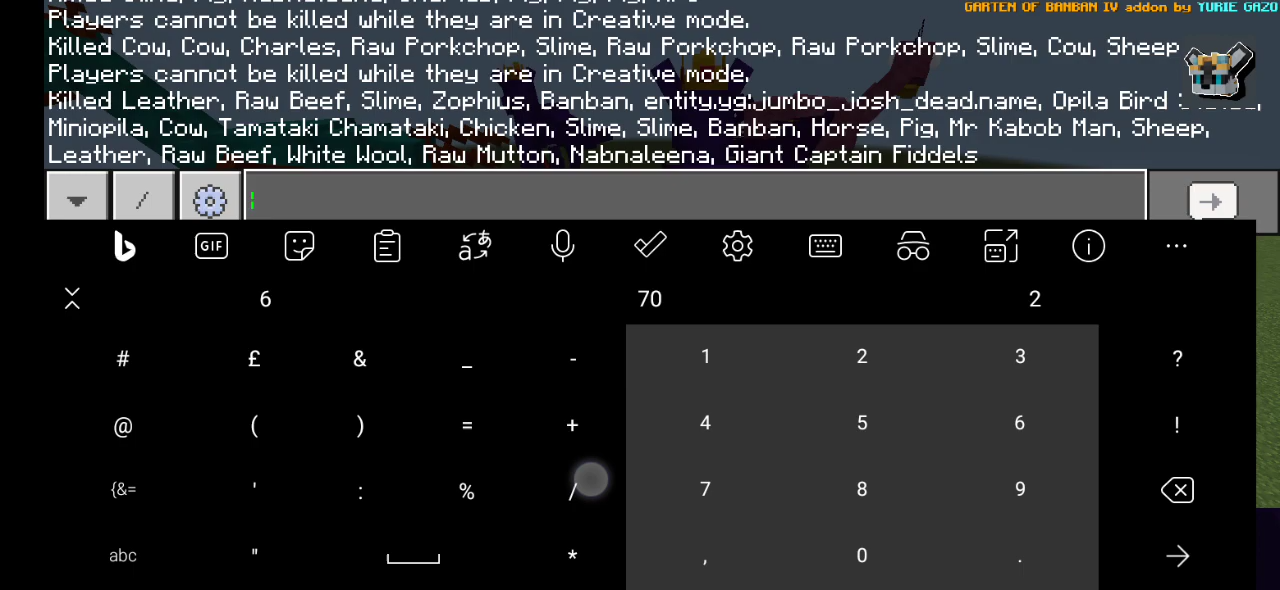 GARTEN OF BANBAN IV addon by YURIE GAZO
Players cannot be killed while they are in Creative mode.
Killed Cow, Cow, Charles, Raw Porkchop, Slime, Raw Porkchop, Raw Porkchop, Slime, Cow, Sheep
Players cannot be killed while they are in Creative mode.
Killed Leather, Raw Beef, Slime, Zophius, Banban, entity.yg:jumbo_josh_dead.name, Opila Bird
Miniopila, Cow, Tamataki Chamataki, Chicken, Slime, Slime, Banban, Horse, Pig, Mr Kabob Man, Sheep,
Leather, Raw Beef, White Wool, Raw Mutton, Nabnaleena, Giant Captain Fiddels
/
GIF
6 70 2
# £ & _ - 1 2 3 ?
@ ( ) = + 4 5 6 !
{&= ' : % / 7 8 9
abc " * , 0 .